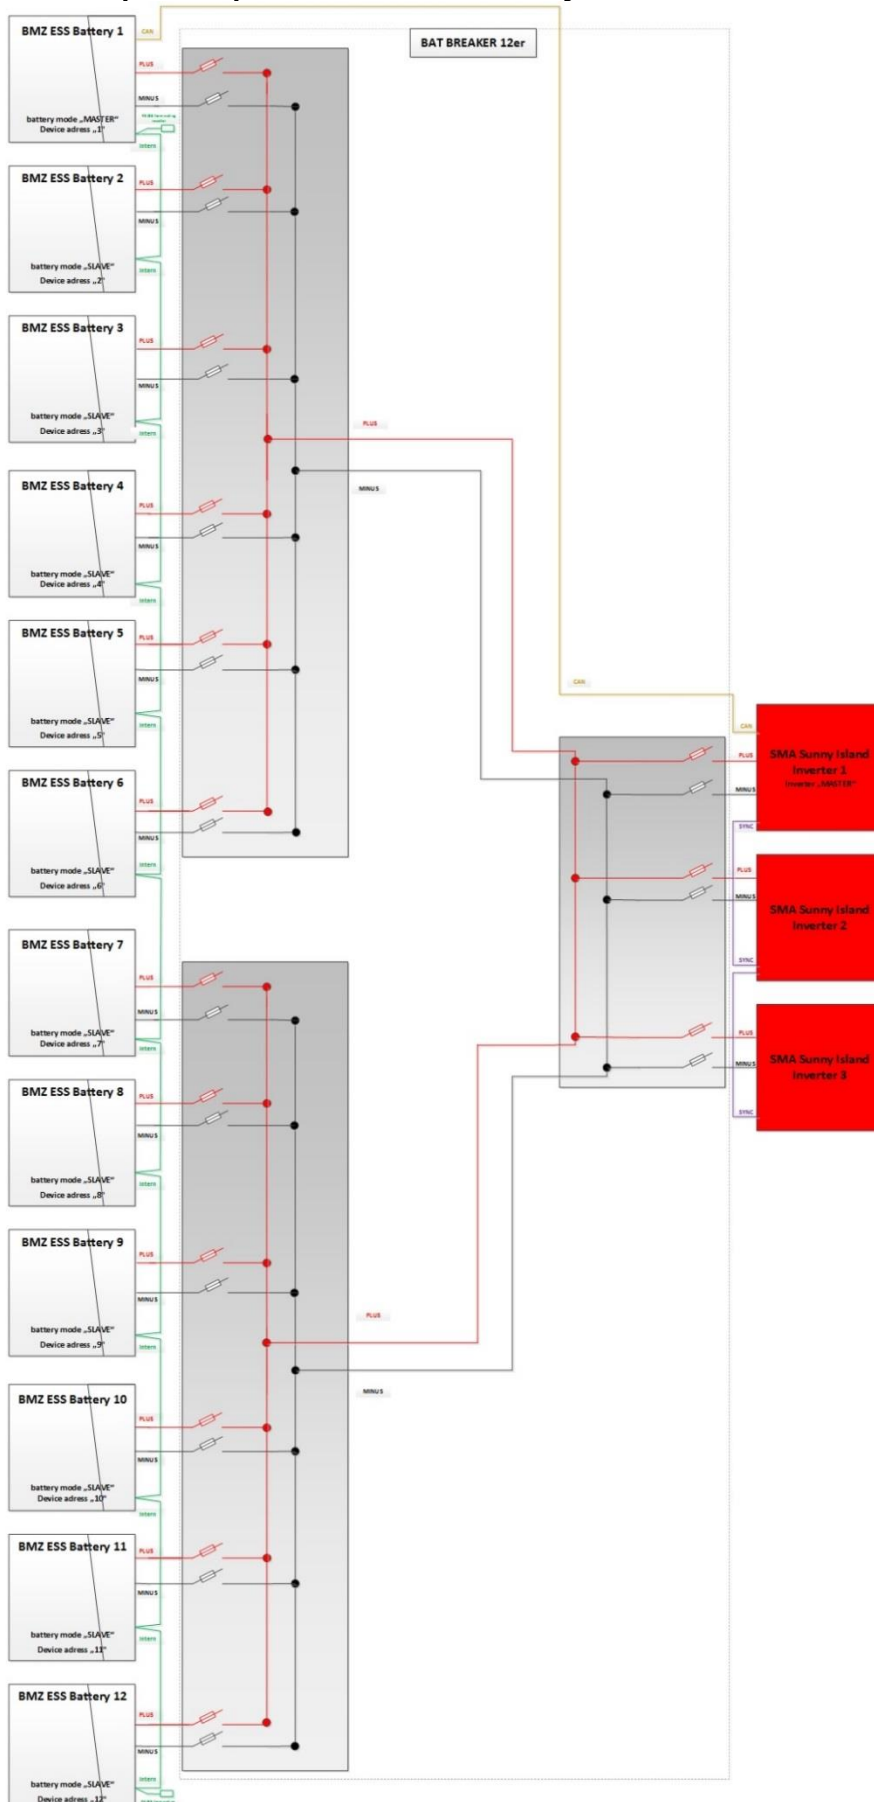 BMZ ESS Battery 1
CAN
PLUS
MINUS
battery mode „MASTER“
Device adress „1“
Intern
BAT BREAKER 12er
BMZ ESS Battery 2
PLUS
MINUS
battery mode „SLAVE“
Device adress „2“
Intern
BMZ ESS Battery 3
PLUS
MINUS
battery mode „SLAVE“
Device adress „3“
Intern
PLUS
MINUS
BMZ ESS Battery 4
PLUS
MINUS
battery mode „SLAVE“
Device adress „4“
Intern
BMZ ESS Battery 5
PLUS
MINUS
battery mode „SLAVE“
Device adress „5“
Intern
BMZ ESS Battery 6
PLUS
MINUS
battery mode „SLAVE“
Device adress „6“
Intern
CAN
CAN
PLUS
MINUS
SMA Sunny Island
Inverter 1
Inverter „MASTER“
SYNC
PLUS
MINUS
SMA Sunny Island
Inverter 2
SYNC
PLUS
MINUS
SMA Sunny Island
Inverter 3
SYNC
BMZ ESS Battery 7
PLUS
MINUS
battery mode „SLAVE“
Device adress „7“
Intern
BMZ ESS Battery 8
PLUS
MINUS
battery mode „SLAVE“
Device adress „8“
Intern
BMZ ESS Battery 9
PLUS
MINUS
battery mode „SLAVE“
Device adress „9“
Intern
PLUS
MINUS
BMZ ESS Battery 10
PLUS
MINUS
battery mode „SLAVE“
Device adress „10“
Intern
BMZ ESS Battery 11
PLUS
MINUS
battery mode „SLAVE“
Device adress „11“
Intern
BMZ ESS Battery 12
PLUS
MINUS
battery mode „SLAVE“
Device adress „12“
Intern